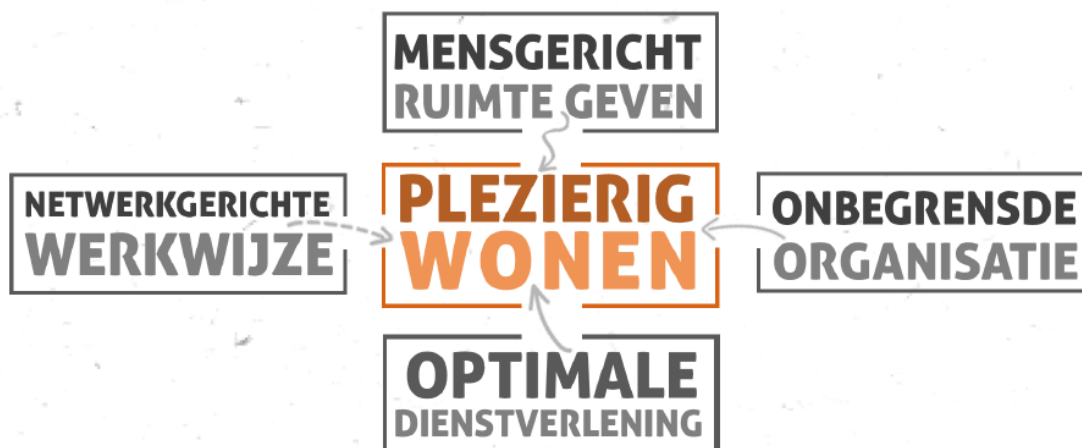 MENSGERICHT
RUIMTE GEVEN
NETWERKGERICHTE
WERKWIJZE
PLEZIERIG
WONEN
ONBEGRENSDE
ORGANISATIE
OPTIMALE
DIENSTVERLENING